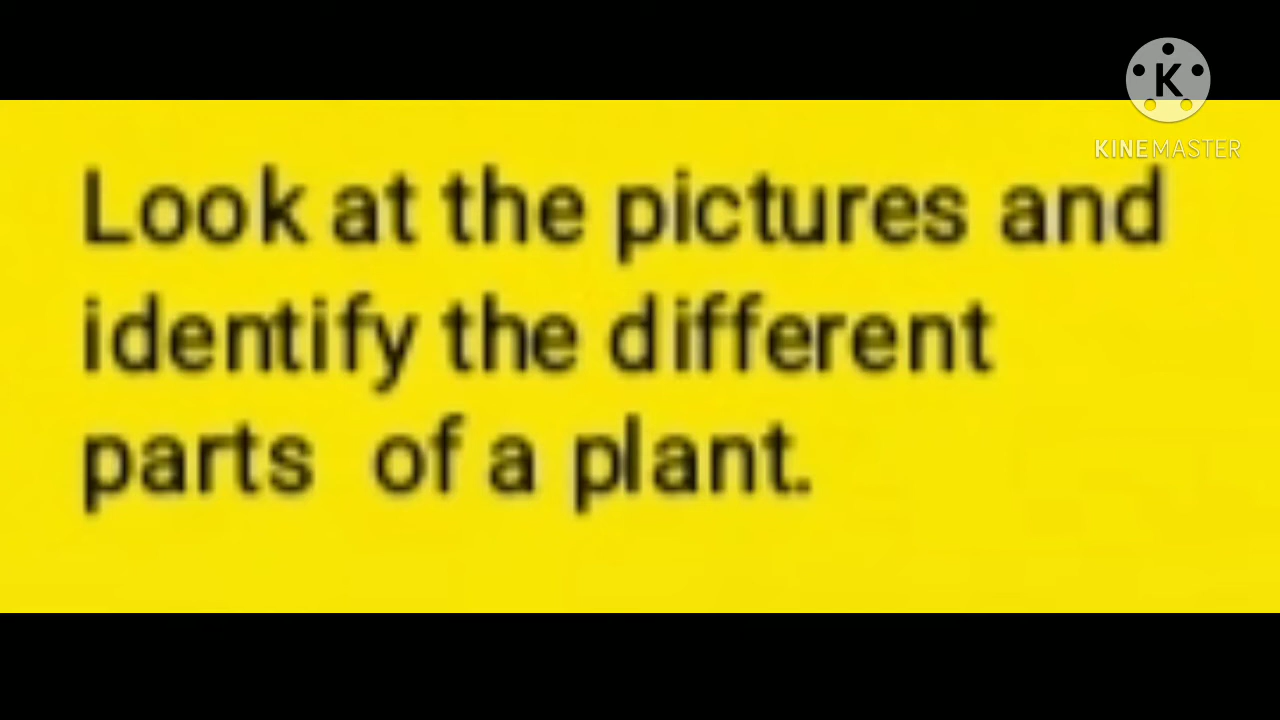 K
KINEMASTER
Look at the pictures and
identify the different
parts of a plant.